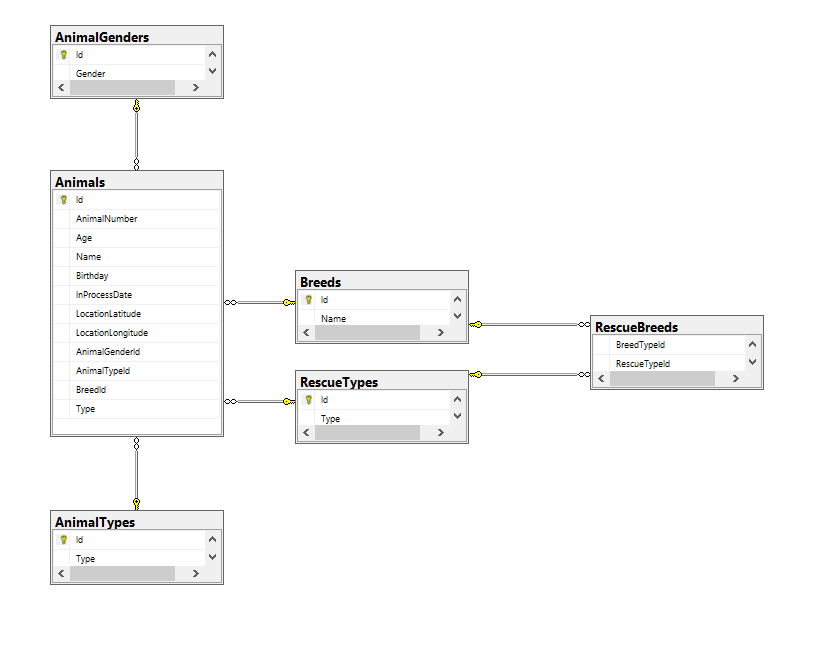 AnimalGenders
Id
Gender
Animals
Id
AnimalNumber
Age
Name
Birthday
InProcessDate
LocationLatitude
LocationLongitude
AnimalGenderId
AnimalTypeId
BreedId
Type
Breeds
Id
Name
RescueTypes
Id
Type
RescueBreeds
BreedTypeId
RescueTypeId
AnimalTypes
Id
Type